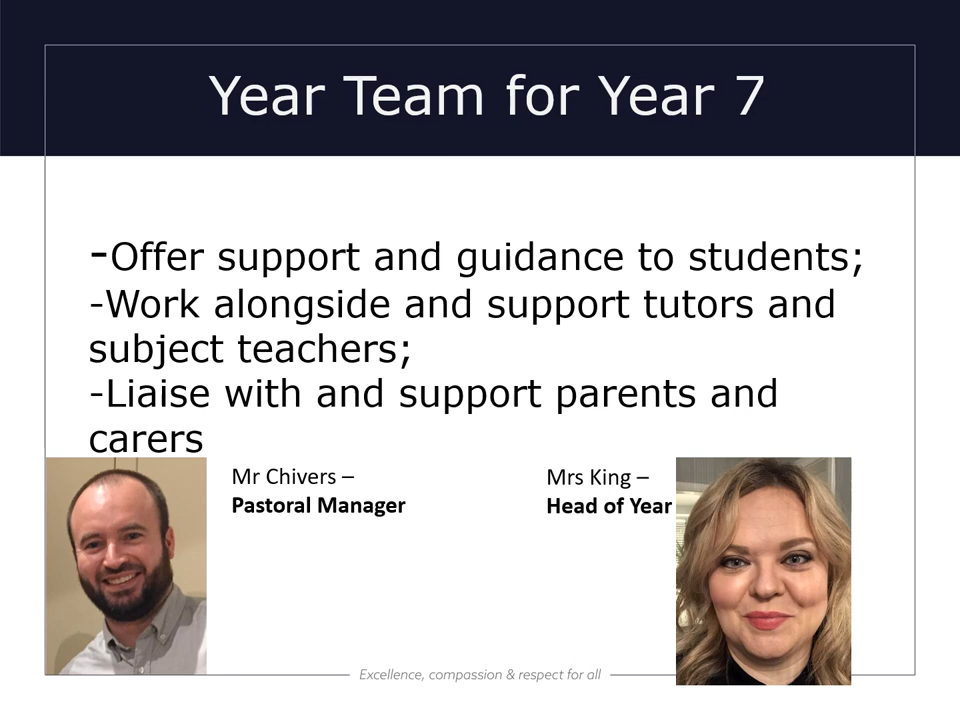 Year Team for Year 7
-Offer support and guidance to students;
-Work alongside and support tutors and
subject teachers;
-Liaise with and support parents and
carers
Mr Chivers –
Pastoral Manager
Mrs King –
Head of Year
Excellence, compassion & respect for all